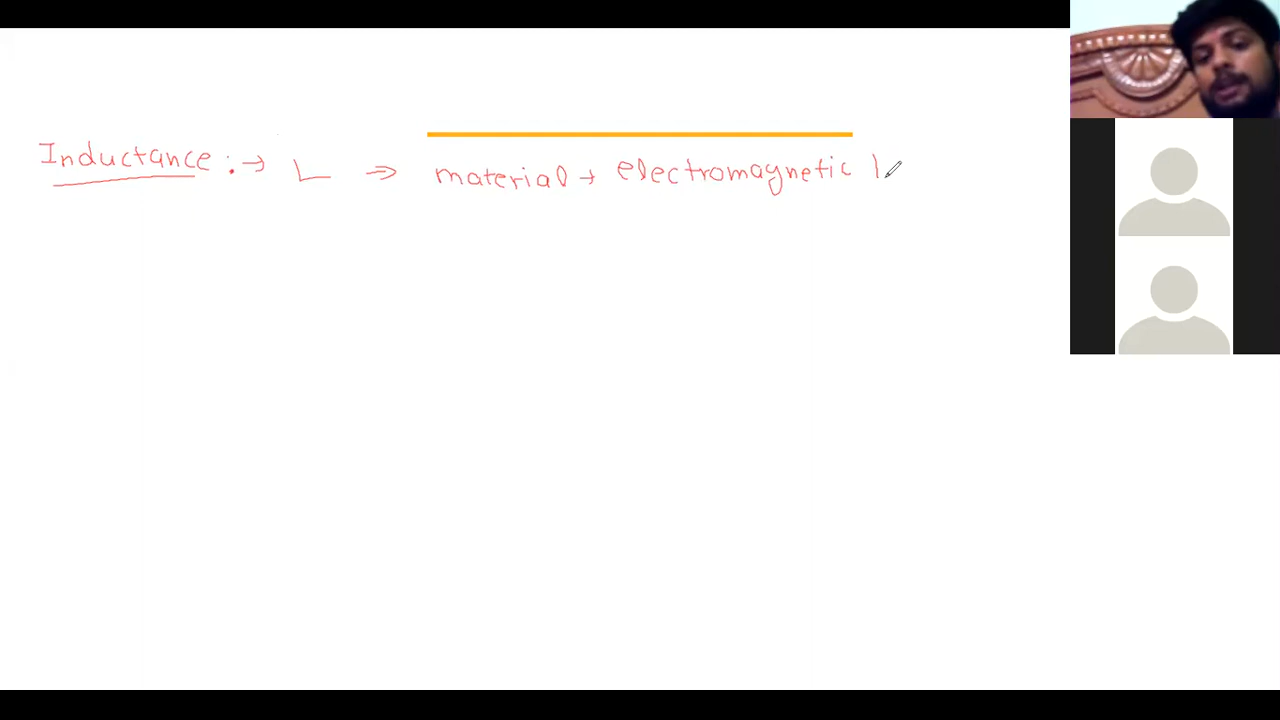 Inductance :→ L ⇒ material → electromagnetic